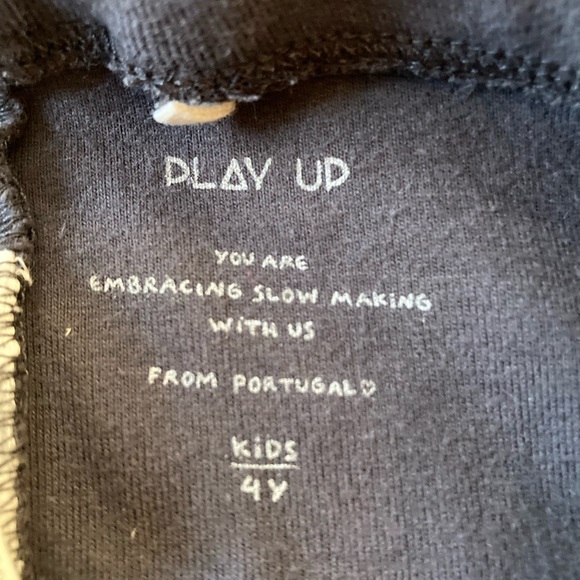 PLAY UP
YOU ARE
EMBRACING SLOW MAKING
WITH US
FROM PORTUGAL♡
KiDS
4Y